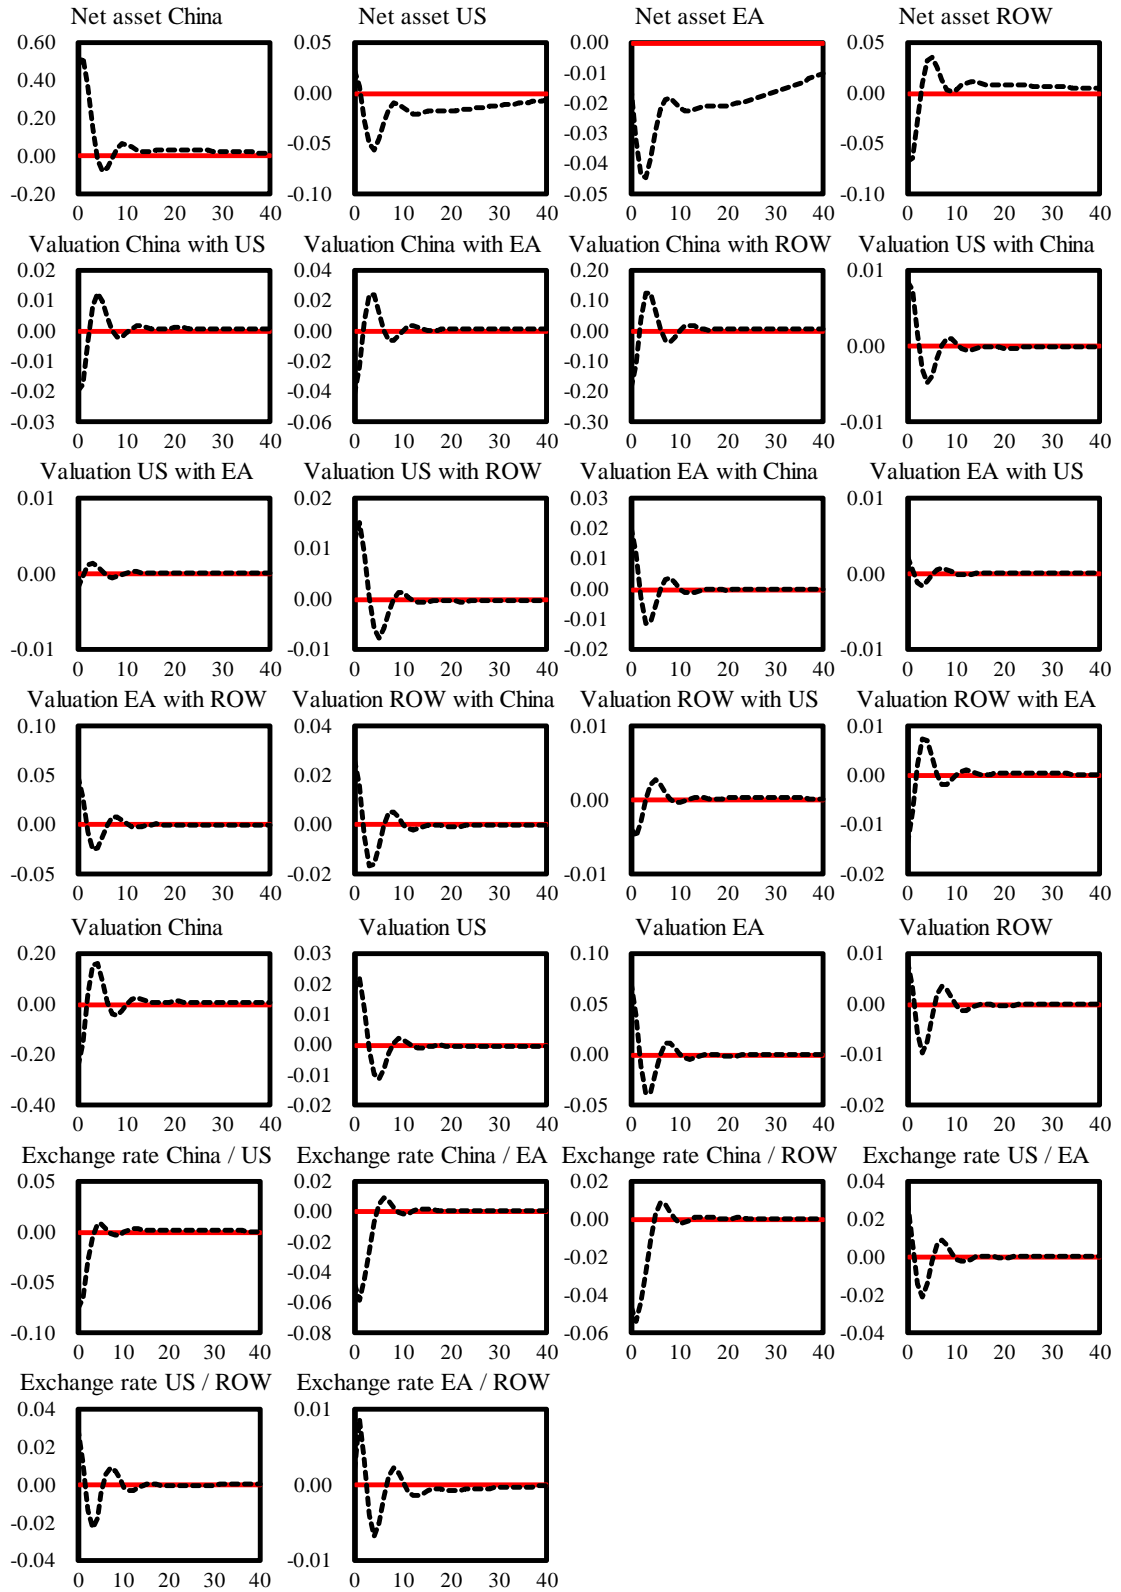 Net asset China Net asset US Net asset EA Net asset ROW
0.60 0.05 0.00 0.05
0.40 -0.01
0.00 -0.02 0.00
0.20 -0.03
0.00 -0.05 -0.04 -0.05
-0.20 -0.10 -0.05 -0.10
0 10 20 30 40 0 10 20 30 40 0 10 20 30 40 0 10 20 30 40
Valuation China with US Valuation China with EA Valuation China with ROW Valuation US with China
0.02 0.04 0.20 0.01
0.01 0.02 0.10
0.00 0.00 0.00 0.00
-0.01 -0.02 -0.10
-0.02 -0.04 -0.20
-0.03 -0.06 -0.30 -0.01
0 10 20 30 40 0 10 20 30 40 0 10 20 30 40 0 10 20 30 40
Valuation US with EA Valuation US with ROW Valuation EA with China Valuation EA with US
0.01 0.02 0.03 0.01
0.02
0.01 0.01
0.00 0.00 0.00 0.00
-0.01
-0.01 -0.01 -0.02 -0.01
0 10 20 30 40 0 10 20 30 40 0 10 20 30 40 0 10 20 30 40
Valuation EA with ROW Valuation ROW with China Valuation ROW with US Valuation ROW with EA
0.10 0.04 0.01 0.01
0.05 0.02 0.00
0.00 0.00 0.00 -0.01
-0.05 -0.02 -0.01 -0.02
0 10 20 30 40 0 10 20 30 40 0 10 20 30 40 0 10 20 30 40
Valuation China Valuation US Valuation EA Valuation ROW
0.20 0.03 0.10 0.01
0.02
0.00 0.01 0.05 0.00
0.00
-0.20 -0.01 0.00 -0.01
-0.40 -0.02 -0.05 -0.02
0 10 20 30 40 0 10 20 30 40 0 10 20 30 40 0 10 20 30 40
Exchange rate China / US Exchange rate China / EA Exchange rate China / ROW Exchange rate US / EA
0.05 0.02 0.02 0.04
0.00 0.00 0.00 0.02
-0.02 -0.02 0.00
-0.05 -0.04 -0.04 -0.02
-0.06
-0.10 -0.08 -0.06 -0.04
0 10 20 30 40 0 10 20 30 40 0 10 20 30 40 0 10 20 30 40
Exchange rate US / ROW Exchange rate EA / ROW
0.04 0.01
0.02
0.00 0.00
-0.02
-0.04 -0.01
0 10 20 30 40 0 10 20 30 40